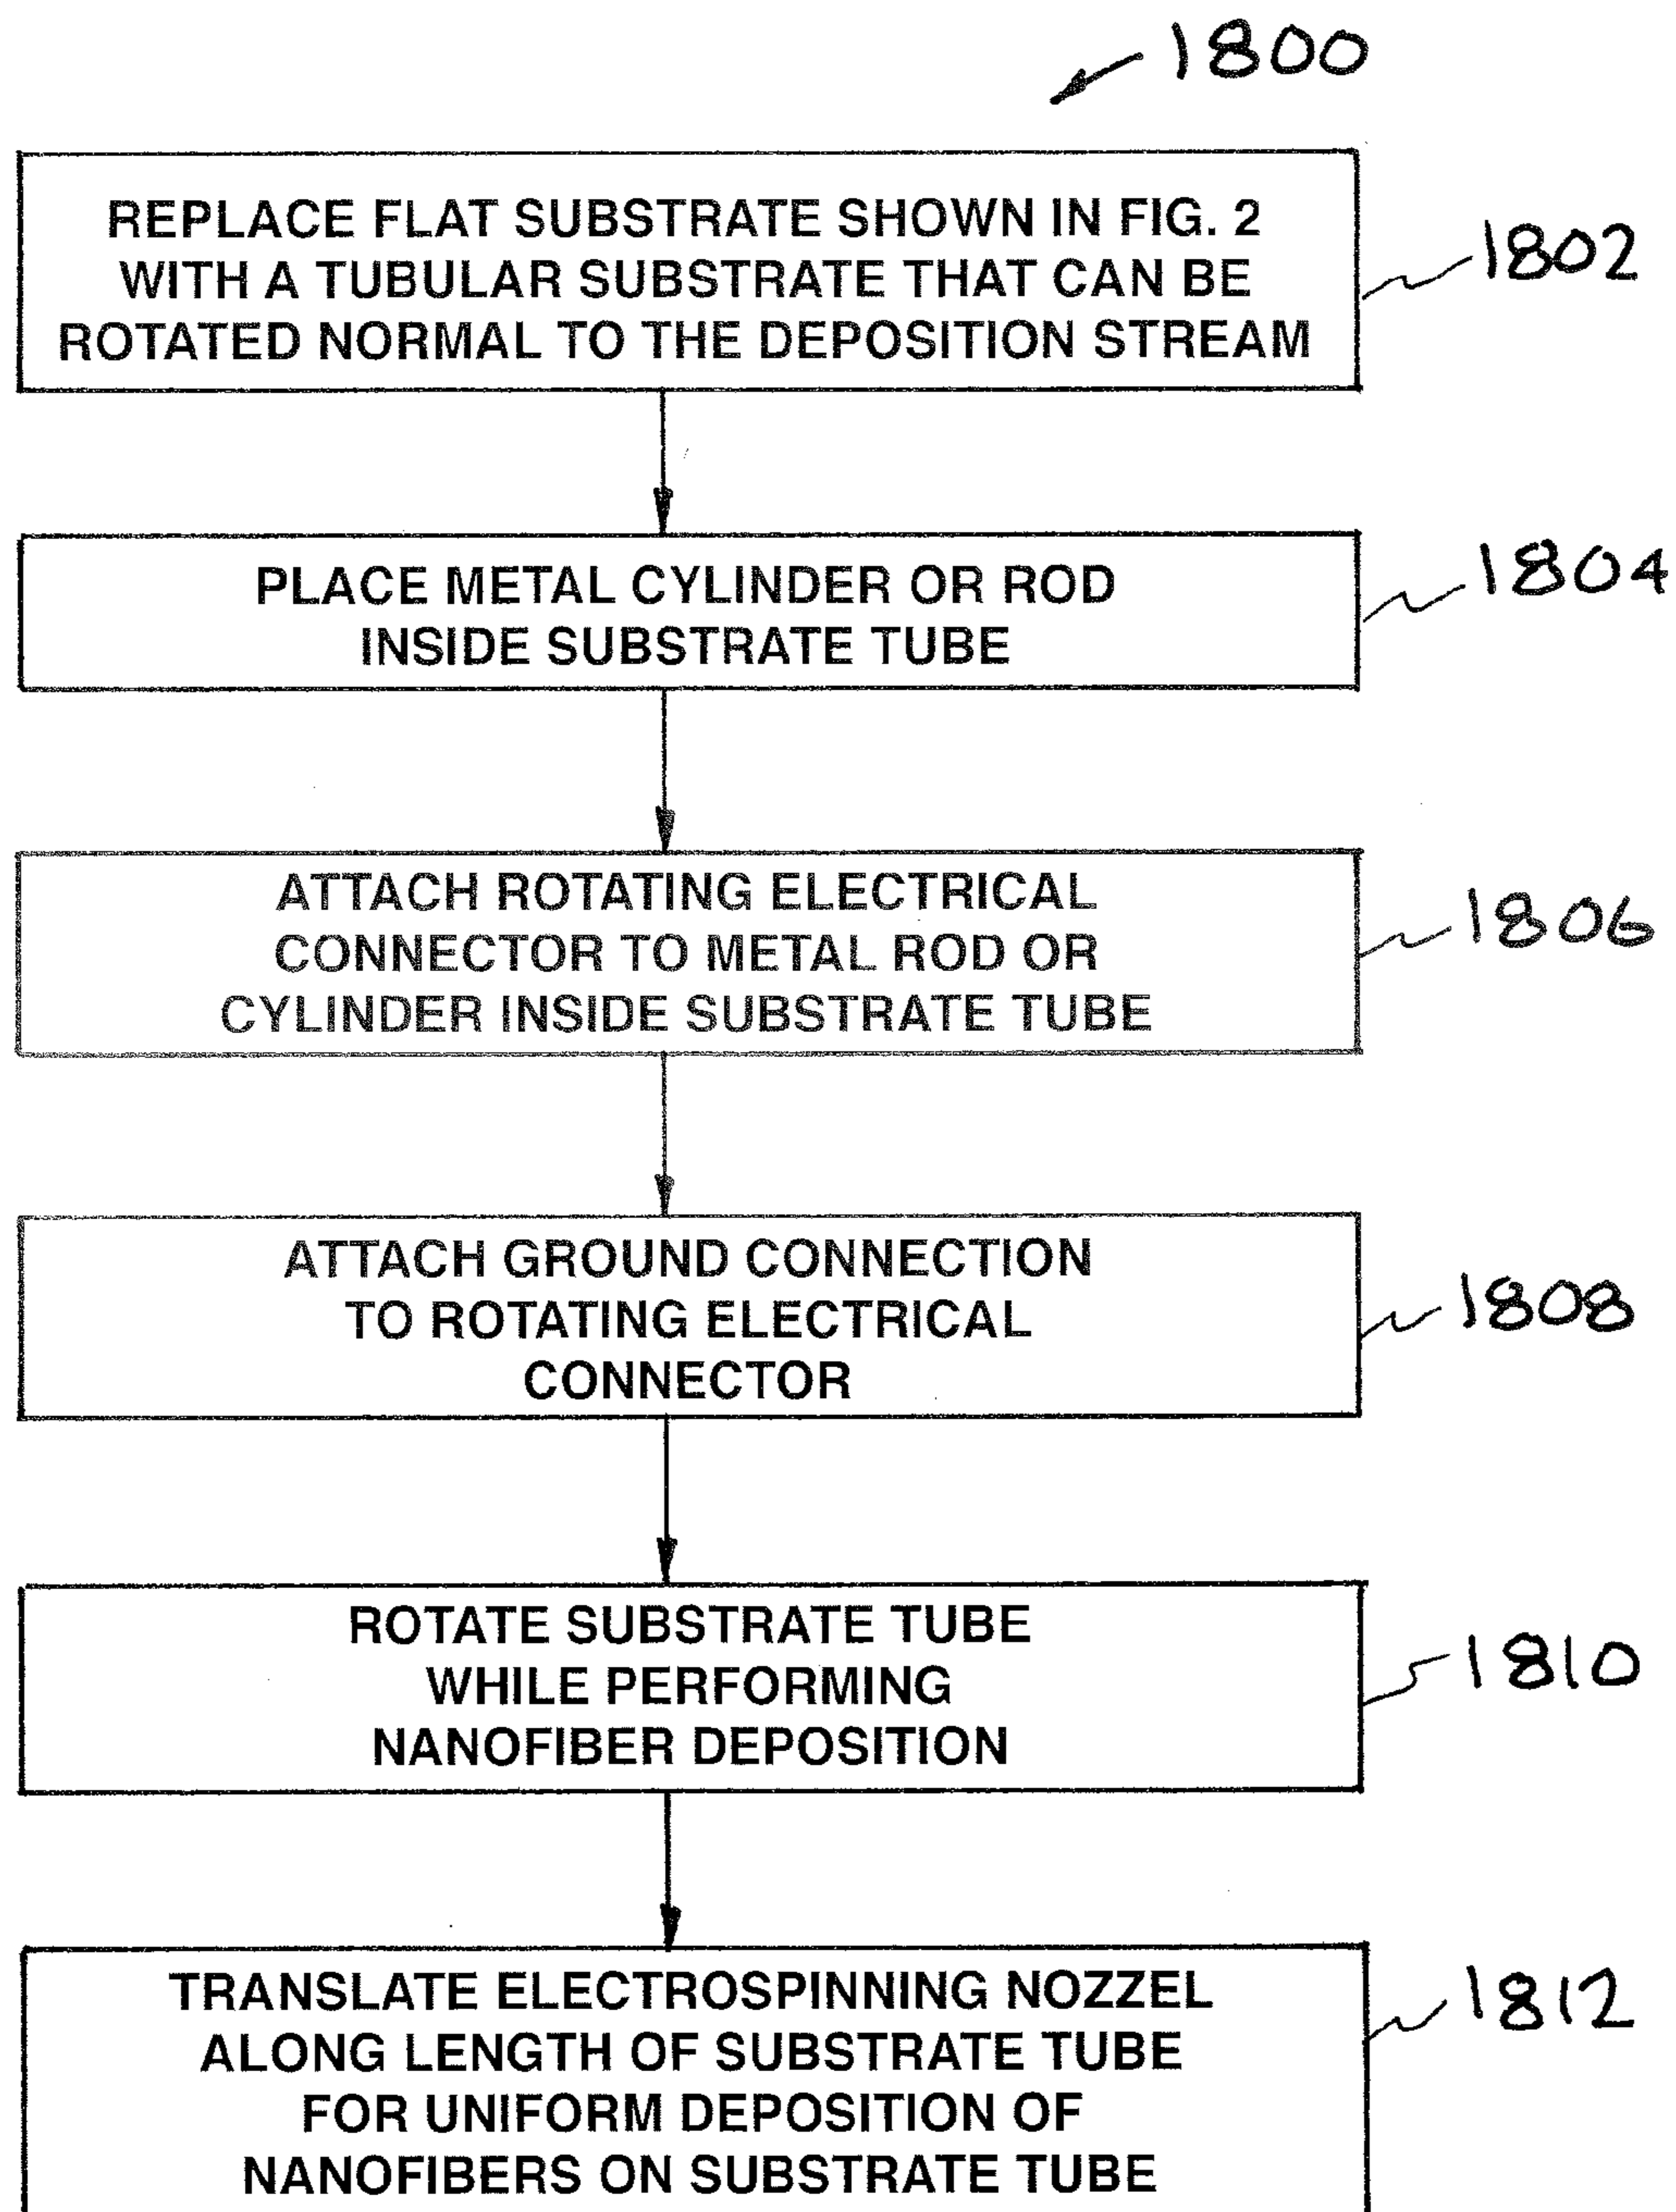 1800
REPLACE FLAT SUBSTRATE SHOWN IN FIG. 2
WITH A TUBULAR SUBSTRATE THAT CAN BE
ROTATED NORMAL TO THE DEPOSITION STREAM
1802
PLACE METAL CYLINDER OR ROD
INSIDE SUBSTRATE TUBE
1804
ATTACH ROTATING ELECTRICAL
CONNECTOR TO METAL ROD OR
CYLINDER INSIDE SUBSTRATE TUBE
1806
ATTACH GROUND CONNECTION
TO ROTATING ELECTRICAL
CONNECTOR
1808
ROTATE SUBSTRATE TUBE
WHILE PERFORMING
NANOFIBER DEPOSITION
1810
TRANSLATE ELECTROSPINNING NOZZEL
ALONG LENGTH OF SUBSTRATE TUBE
FOR UNIFORM DEPOSITION OF
NANOFIBERS ON SUBSTRATE TUBE
1812